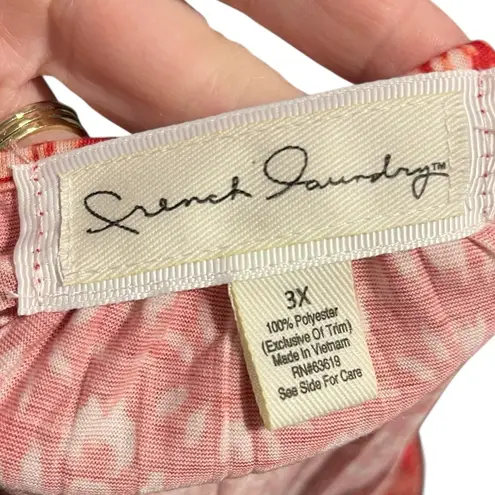 French Laundry™
3X
100% Polyester
(Exclusive Of Trim)
Made In Vietnam
RN#63619
See Side For Care